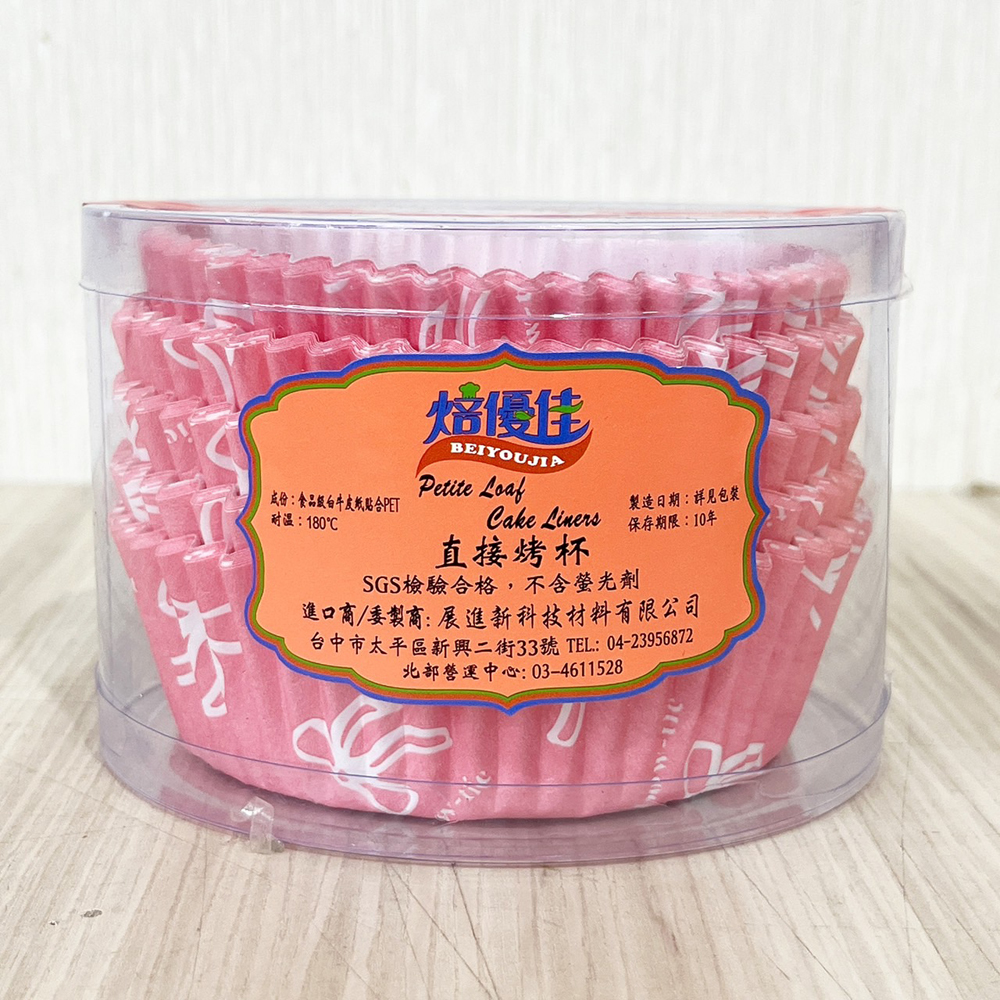 焙優佳
BEIYOUJIA
Petite Loaf
Cake Liners
成份：食品級白牛皮紙貼合PET
耐溫：180℃
製造日期：詳見包裝
保存期限：10年
直接烤杯
SGS檢驗合格，不含螢光劑
進口商/委製商: 展進新科技材料有限公司
台中市太平區新興二街33號 TEL.: 04-23956872
北部營運中心: 03-4611528